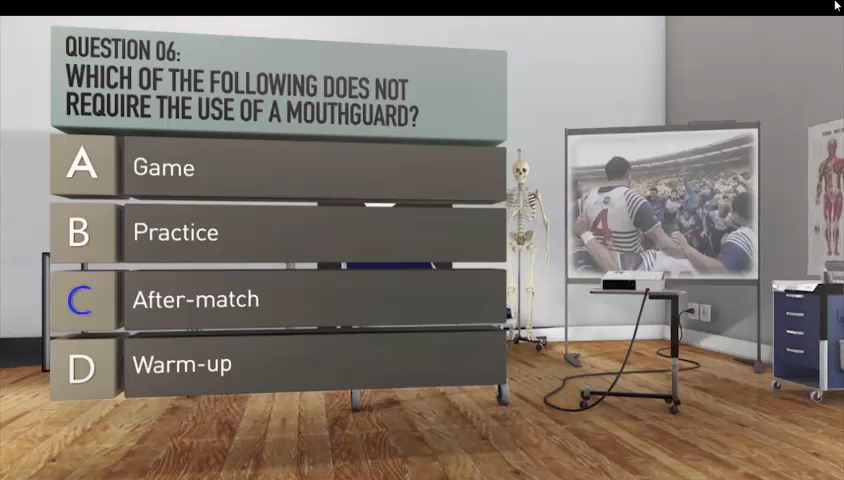 QUESTION 06:
WHICH OF THE FOLLOWING DOES NOT
REQUIRE THE USE OF A MOUTHGUARD?
A Game
B Practice
C After-match
D Warm-up
4